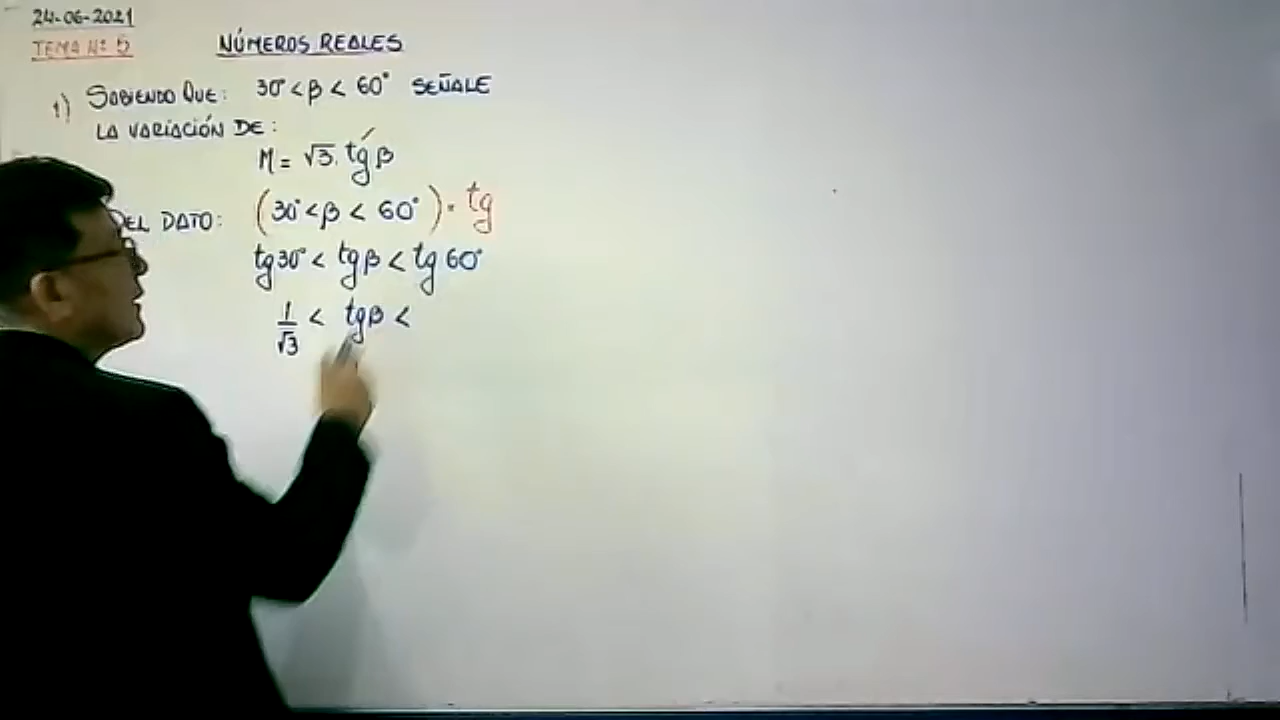 24-06-2021
TEMA Nº 5 NÚMEROS REALES
1) SABIENDO QUE: 30° < β < 60° SEÑALE
LA VARIACIÓN DE:
M = √3 . tg β
DEL DATO: (30° < β < 60°) · tg
tg 30° < tg β < tg 60°
1/√3 < tg β <